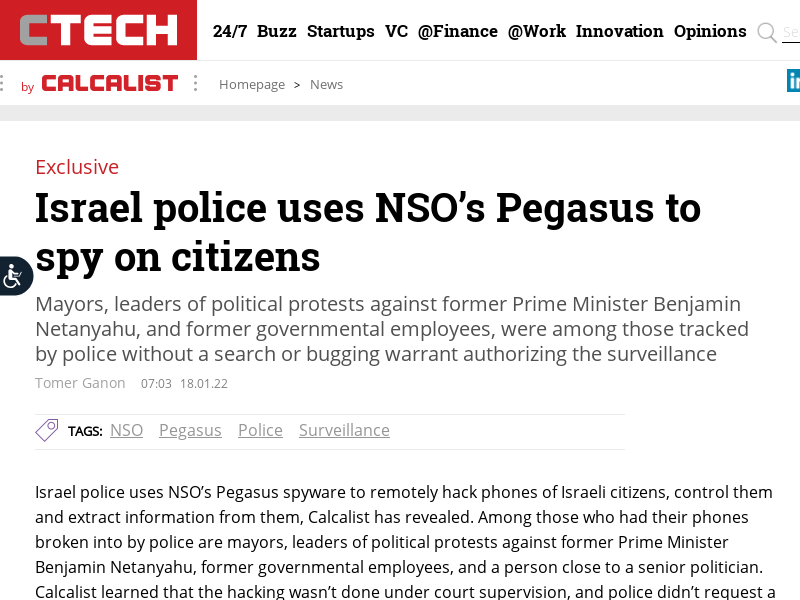 CTECH
24/7 Buzz Startups VC @Finance @Work Innovation Opinions Se
by CALCALIST Homepage > News in
Exclusive
Israel police uses NSO’s Pegasus to
spy on citizens
Mayors, leaders of political protests against former Prime Minister Benjamin
Netanyahu, and former governmental employees, were among those tracked
by police without a search or bugging warrant authorizing the surveillance
Tomer Ganon 07:03 18.01.22
TAGS: NSO Pegasus Police Surveillance
Israel police uses NSO’s Pegasus spyware to remotely hack phones of Israeli citizens, control them
and extract information from them, Calcalist has revealed. Among those who had their phones
broken into by police are mayors, leaders of political protests against former Prime Minister
Benjamin Netanyahu, former governmental employees, and a person close to a senior politician.
Calcalist learned that the hacking wasn’t done under court supervision, and police didn’t request a